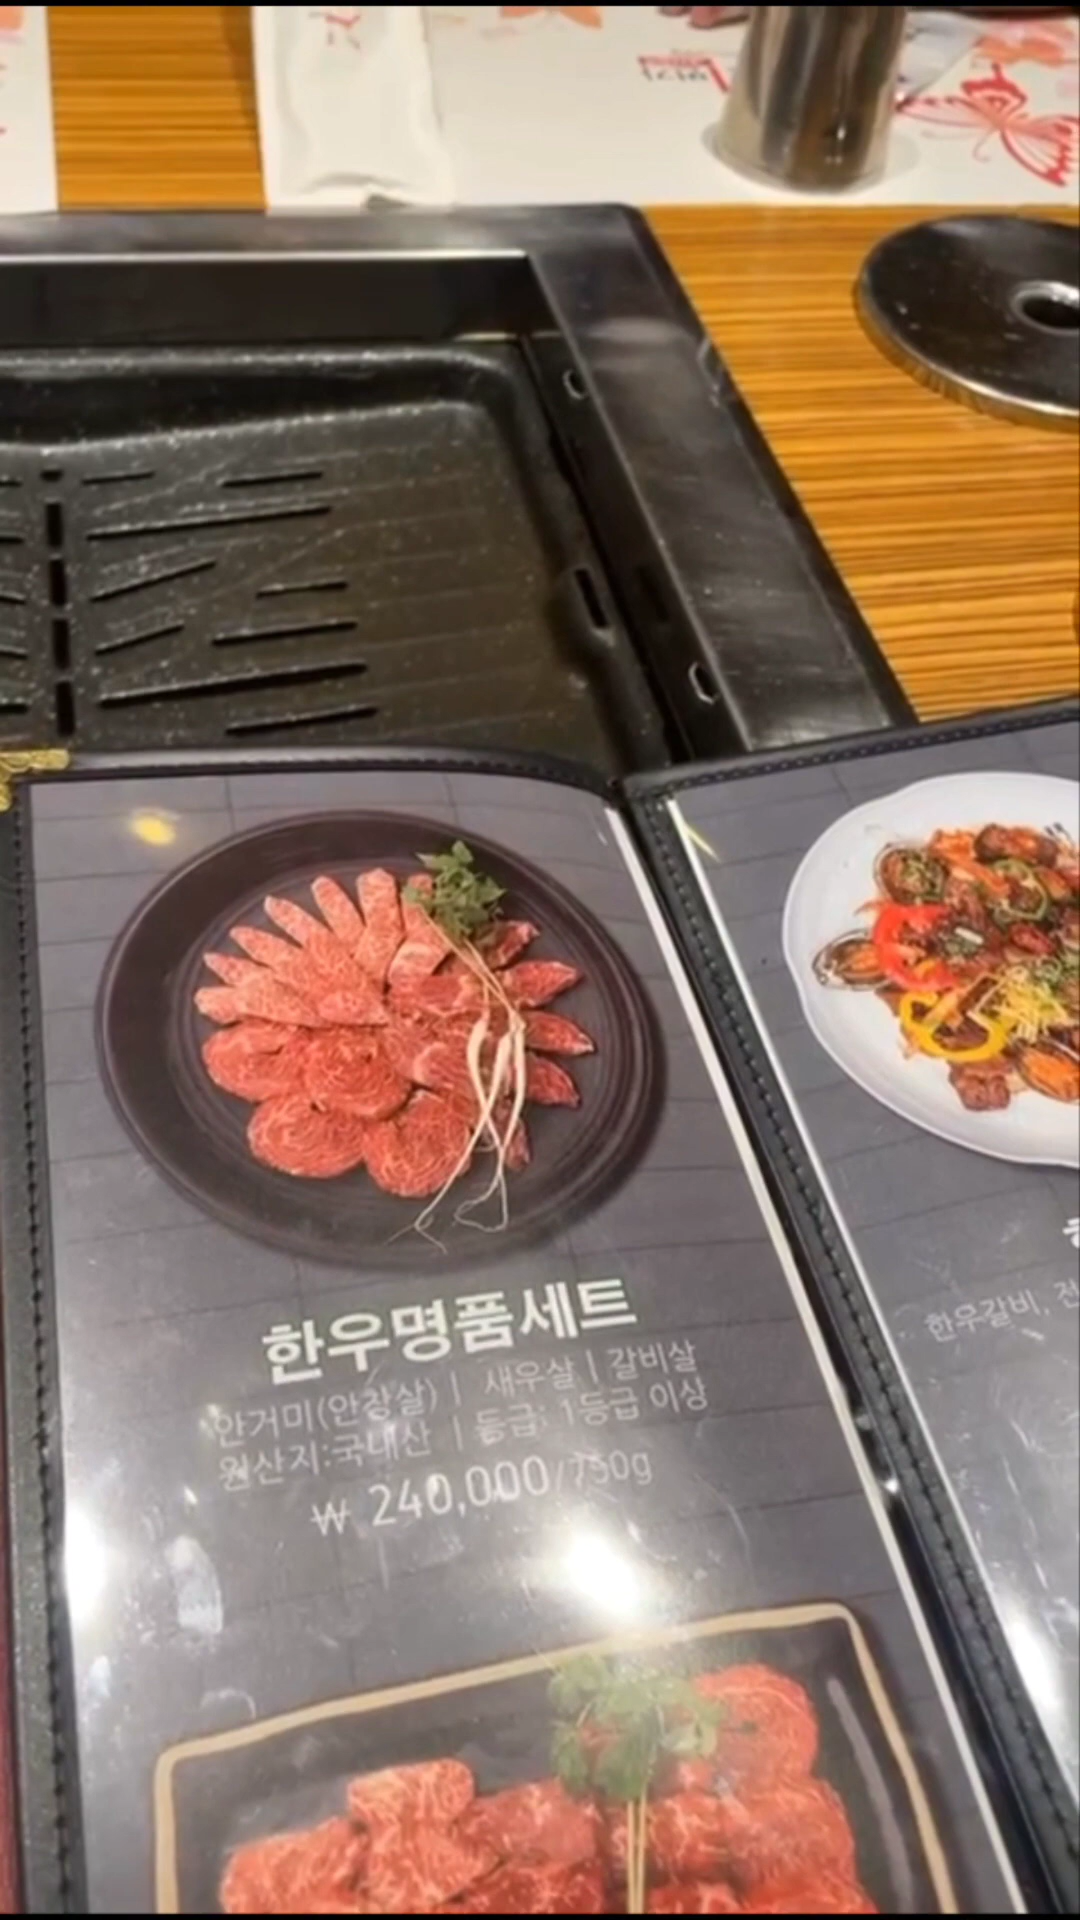 한우명품세트
안거미(안창살) | 새우살 | 갈비살
원산지:국내산 | 등급: 1등급 이상
₩ 240,000/750g
한우갈비, 전